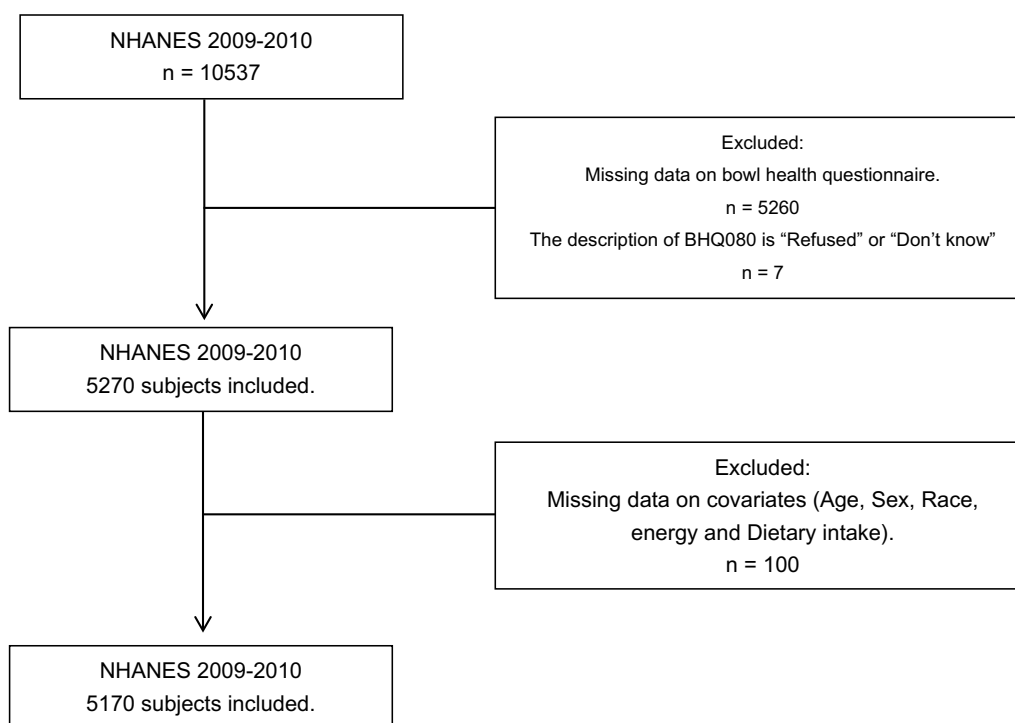 NHANES 2009-2010
n = 10537
Excluded:
Missing data on bowl health questionnaire.
n = 5260
The description of BHQ080 is “Refused” or “Don’t know”
n = 7
NHANES 2009-2010
5270 subjects included.
Excluded:
Missing data on covariates (Age, Sex, Race,
energy and Dietary intake).
n = 100
NHANES 2009-2010
5170 subjects included.